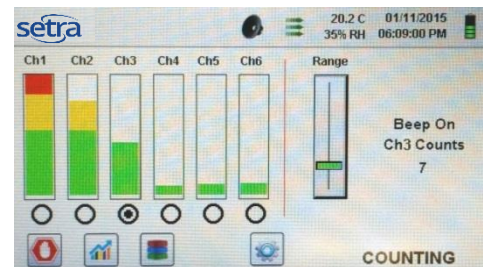 setra
20.2 C 01/11/2015
35% RH 06:09:00 PM
Ch1 Ch2 Ch3 Ch4 Ch5 Ch6 Range
Beep On
Ch3 Counts
7
COUNTING